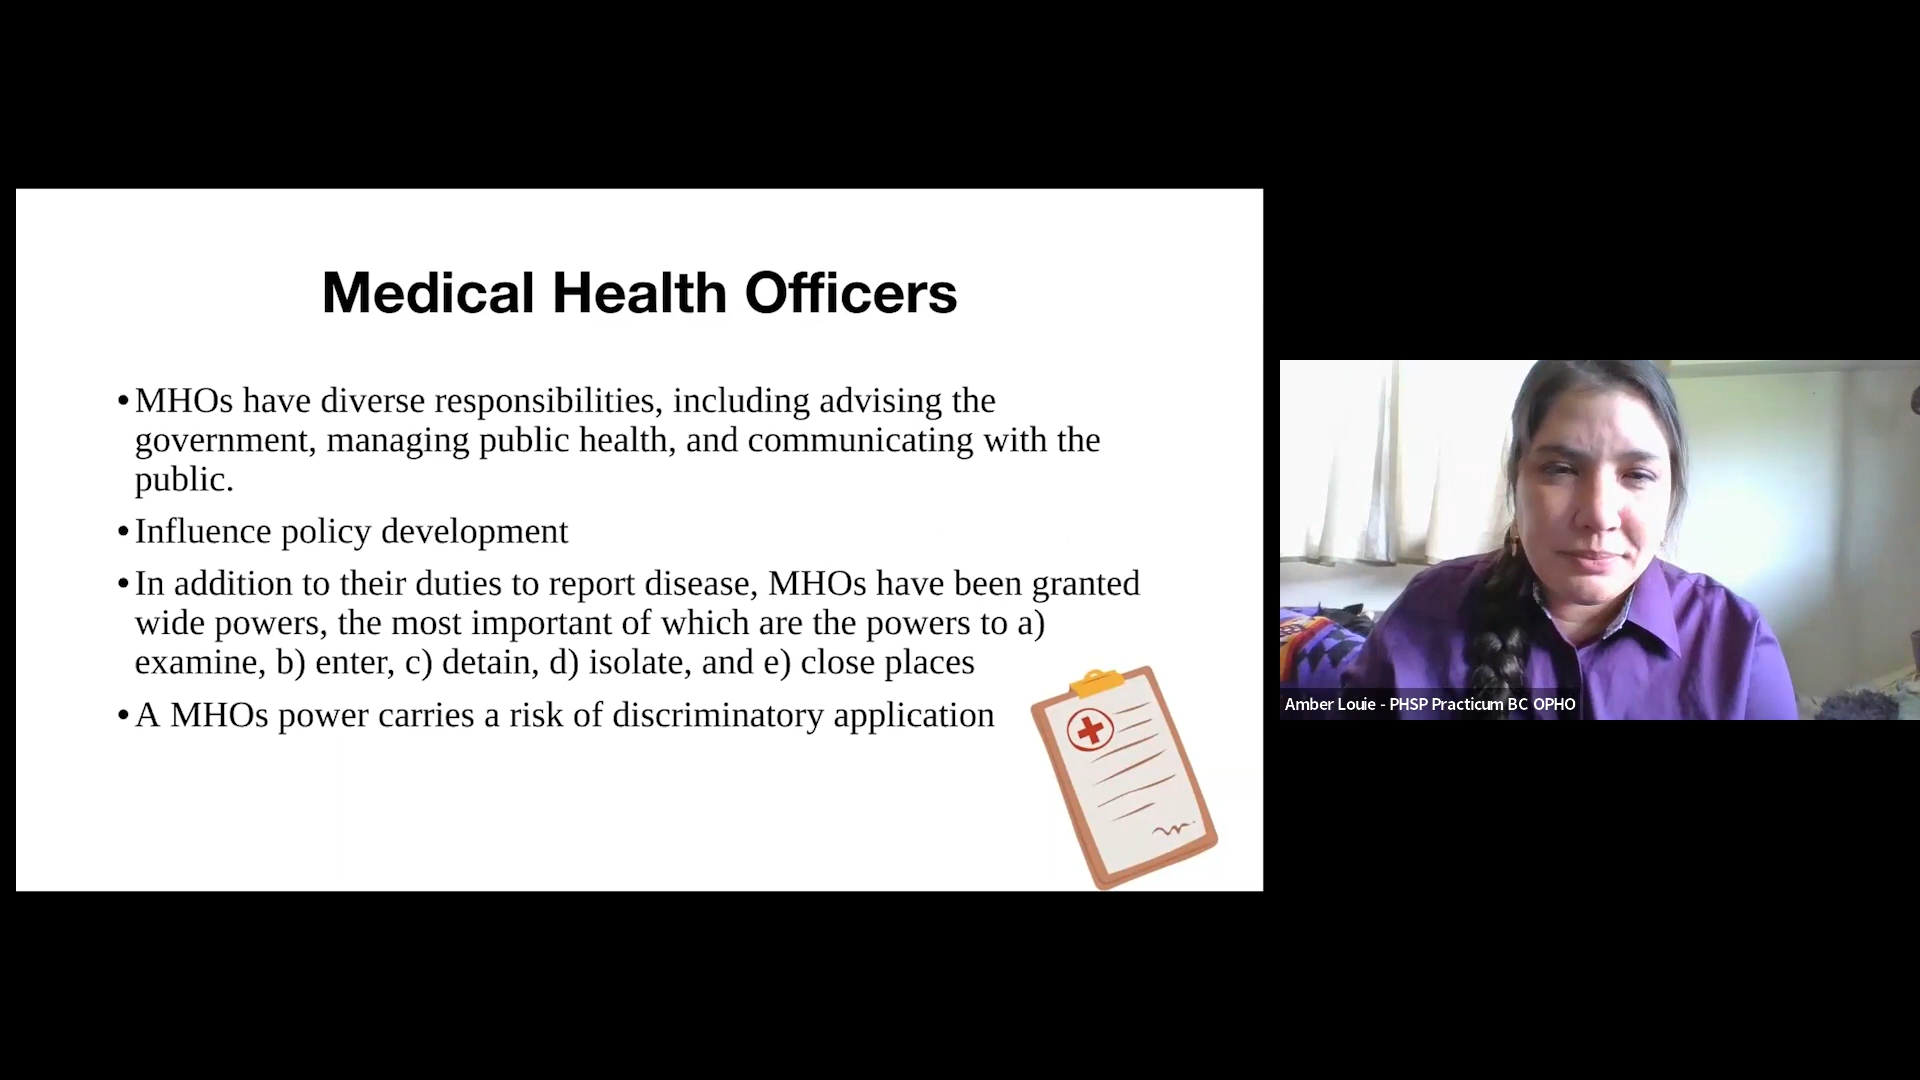 Medical Health Officers
•MHOs have diverse responsibilities, including advising the
government, managing public health, and communicating with the
public.
•Influence policy development
•In addition to their duties to report disease, MHOs have been granted
wide powers, the most important of which are the powers to a)
examine, b) enter, c) detain, d) isolate, and e) close places
•A MHOs power carries a risk of discriminatory application
Amber Louie - PHSP Practicum BC OPHO